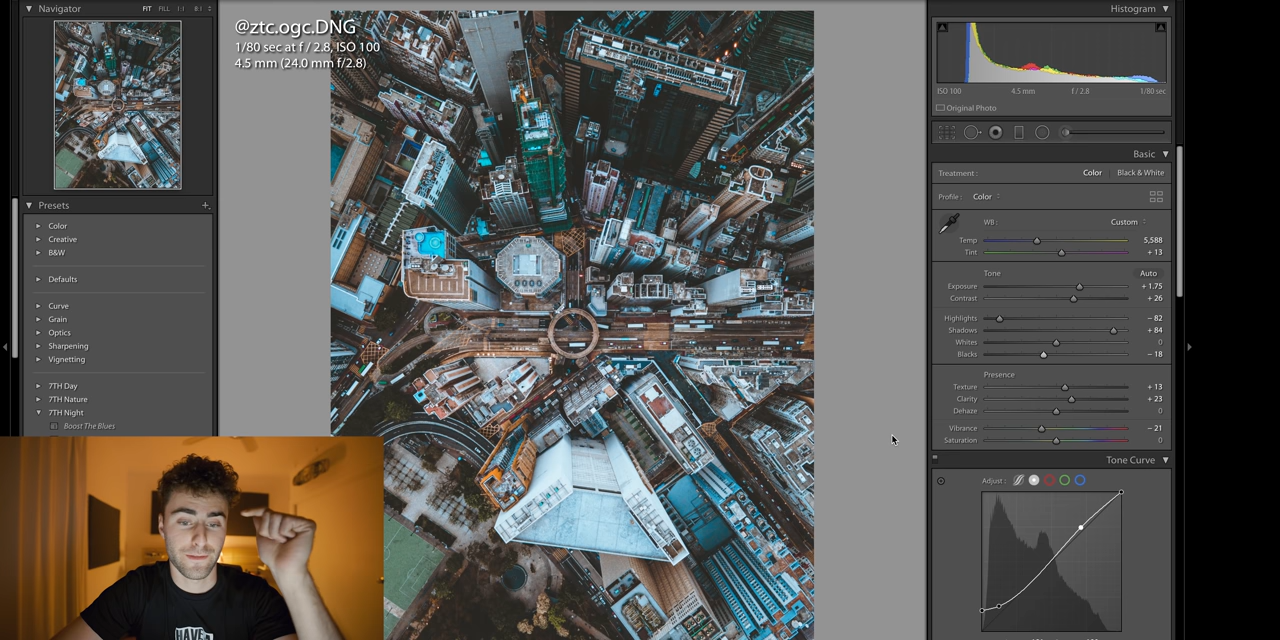 Navigator
FIT FILL 1:1 8:1
@ztc.ogc.DNG
1/80 sec at f / 2.8, ISO 100
4.5 mm (24.0 mm f/2.8)
Presets
Color
Creative
B&W
Defaults
Curve
Grain
Optics
Sharpening
Vignetting
7TH Day
7TH Nature
7TH Night
Boost The Blues
HAVE
Histogram
ISO 100 4.5 mm f / 2.8 1/80 sec
Original Photo
Basic
Treatment : Color Black & White
Profile : Color
WB : Custom
Temp 5,588
Tint + 13
Tone Auto
Exposure + 1.75
Contrast + 26
Highlights − 82
Shadows + 84
Whites 0
Blacks − 18
Presence
Texture + 13
Clarity + 23
Dehaze 0
Vibrance − 21
Saturation 0
Tone Curve
Adjust :